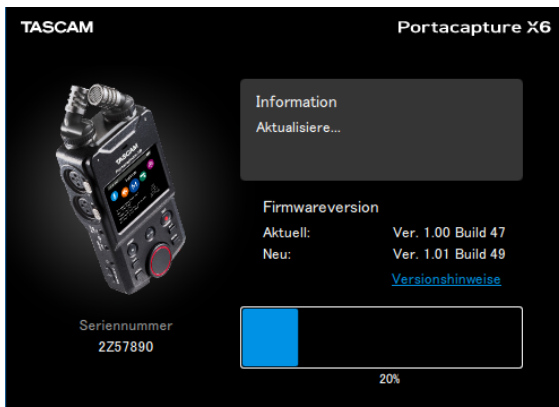 TASCAM
Portacapture X6
Information
Aktualisiere...
Firmwareversion
Aktuell: Ver. 1.00 Build 47
Neu: Ver. 1.01 Build 49
Versionshinweise
Seriennummer
2Z57890
20%
TASCAM